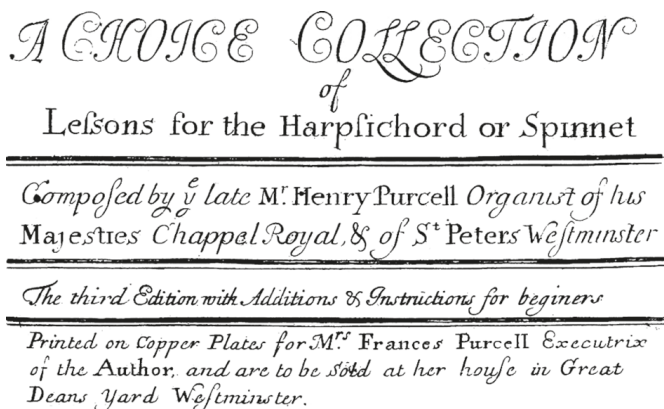 A CHOICE COLLECTION
of
Leſsons for the Harpſichord or Spinnet
Compoſed by yᵉ late Mʳ. Henry Purcell Organist of his
Majesties Chappel Royal, & of Sᵗ Peters Weſtminster
The third Edition with Additions & Instructions for beginers
Printed on Copper Plates for Mʳˢ. Frances Purcell Executrix
of the Author, and are to be Sold at her houſe in Great
Deans Yard Weſtminster.